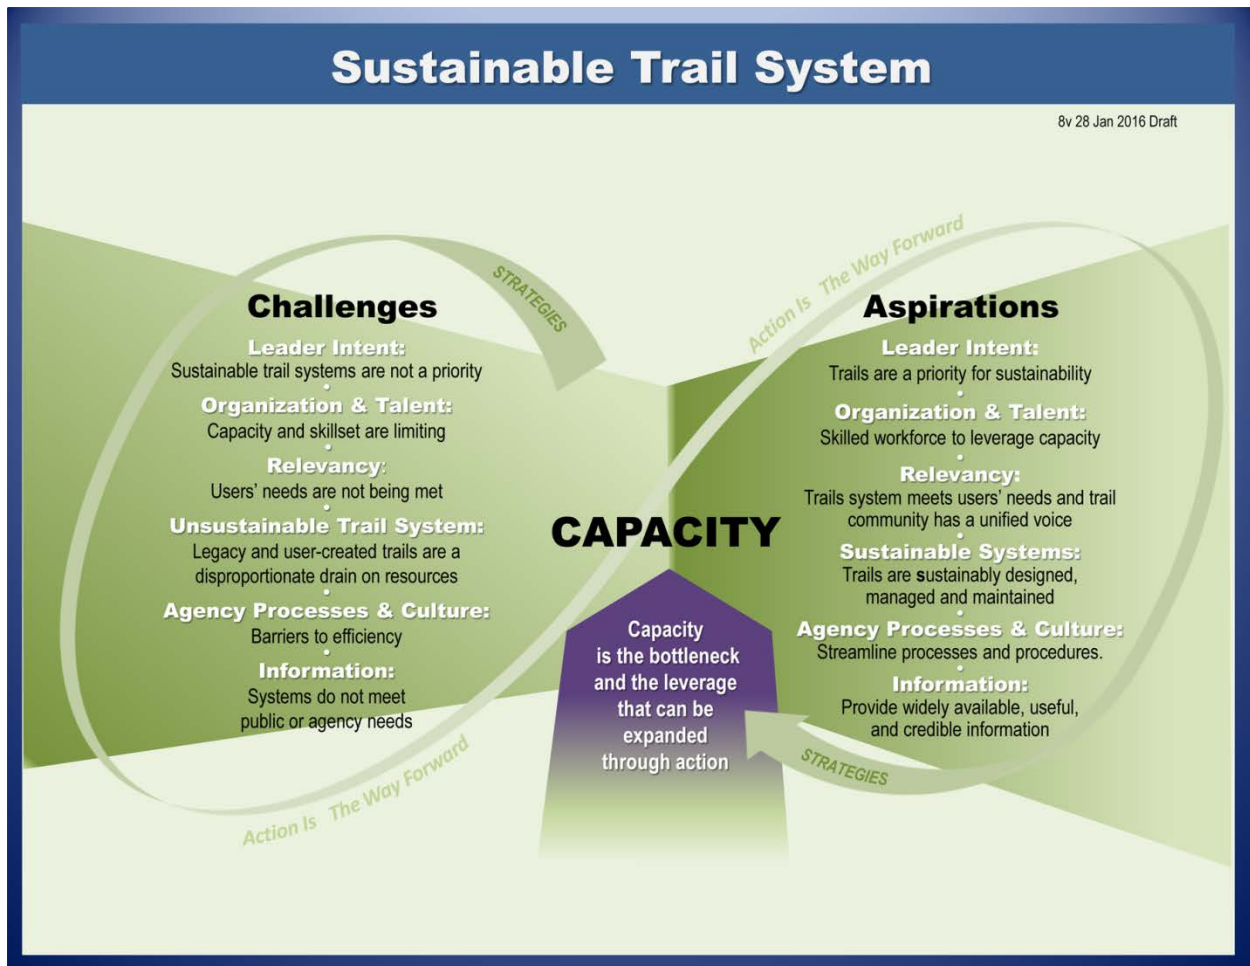 Sustainable Trail System
8v 28 Jan 2016 Draft
STRATEGIES
Action Is The Way Forward
Challenges
Leader Intent:
Sustainable trail systems are not a priority
•
Organization & Talent:
Capacity and skillset are limiting
•
Relevancy:
Users' needs are not being met
•
Unsustainable Trail System:
Legacy and user-created trails are a
disproportionate drain on resources
•
Agency Processes & Culture:
Barriers to efficiency
•
Information:
Systems do not meet
public or agency needs
Action Is The Way Forward
CAPACITY
Capacity
is the bottleneck
and the leverage
that can be
expanded
through action
Aspirations
Leader Intent:
Trails are a priority for sustainability
•
Organization & Talent:
Skilled workforce to leverage capacity
•
Relevancy:
Trails system meets users' needs and trail
community has a unified voice
•
Sustainable Systems:
Trails are sustainably designed,
managed and maintained
•
Agency Processes & Culture:
Streamline processes and procedures.
•
Information:
Provide widely available, useful,
and credible information
STRATEGIES